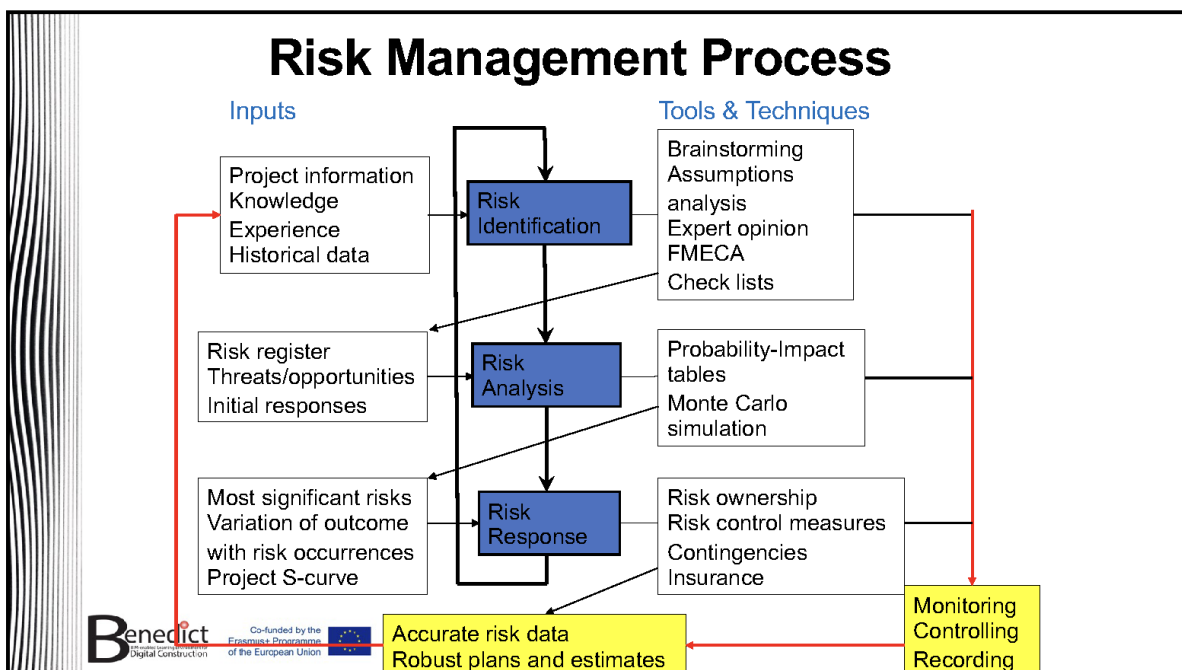 Risk Management Process
Inputs
Tools & Techniques
Project information
Knowledge
Experience
Historical data
Risk
Identification
Brainstorming
Assumptions
analysis
Expert opinion
FMECA
Check lists
Risk register
Threats/opportunities
Initial responses
Risk
Analysis
Probability-Impact
tables
Monte Carlo
simulation
Most significant risks
Variation of outcome
with risk occurrences
Project S-curve
Risk
Response
Risk ownership
Risk control measures
Contingencies
Insurance
Monitoring
Controlling
Recording
Accurate risk data
Robust plans and estimates
Benedict
Digital Construction
Co-funded by the
Erasmus+ Programme
of the European Union